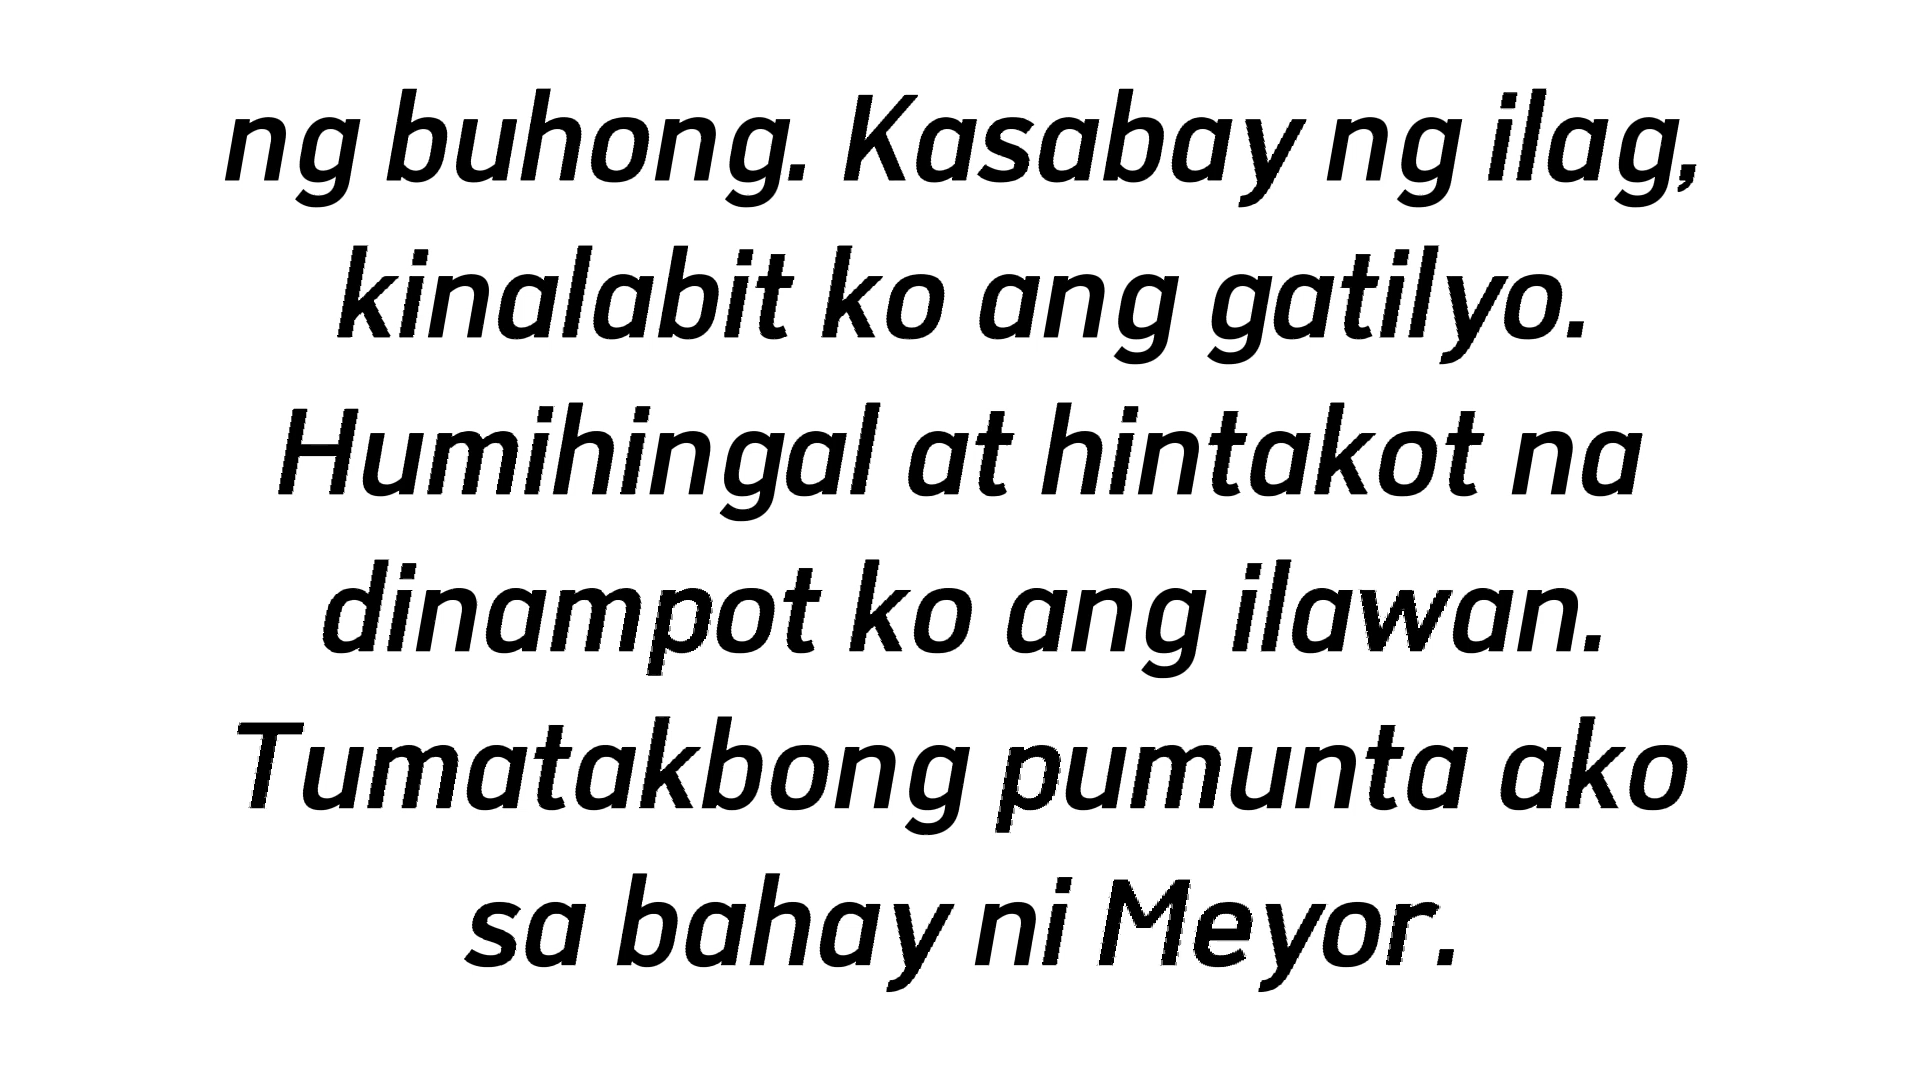 ng buhong. Kasabay ng ilag,
kinalabit ko ang gatilyo.
Humihingal at hintakot na
dinampot ko ang ilawan.
Tumatakbong pumunta ako
sa bahay ni Meyor.